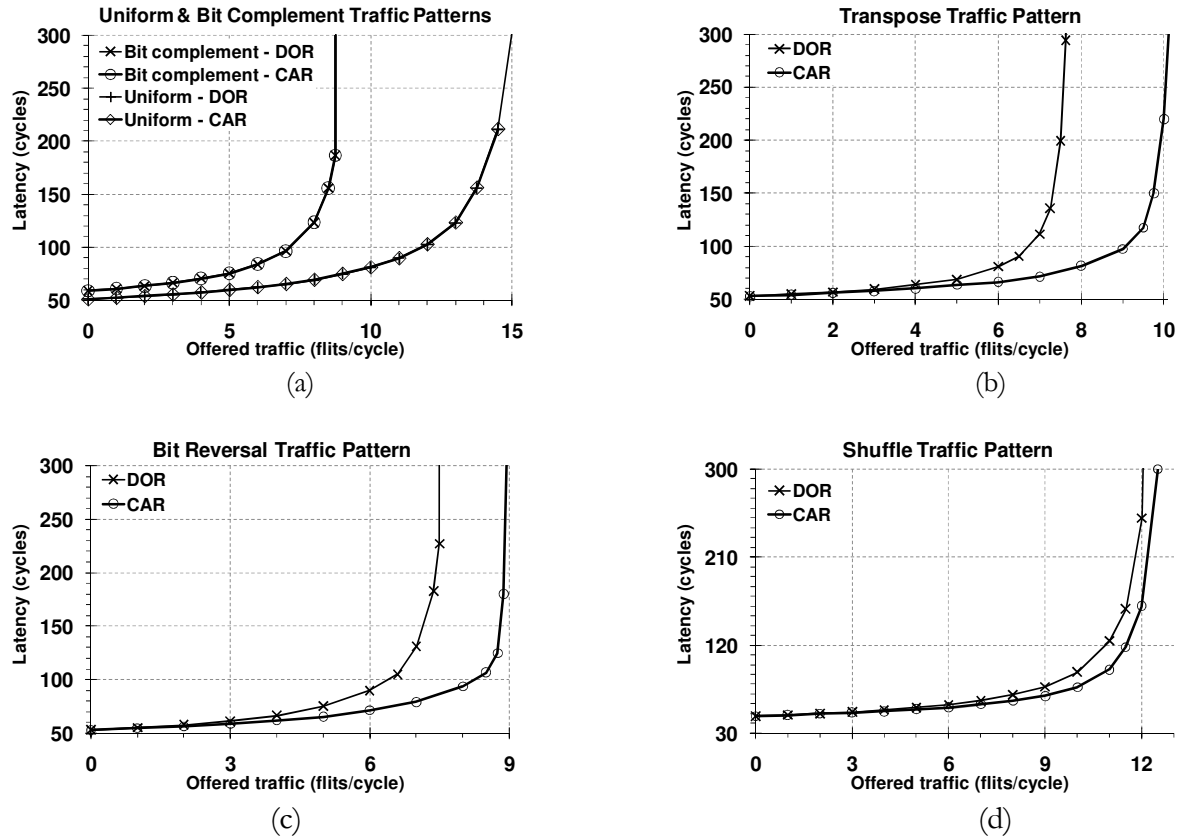 Uniform & Bit Complement Traffic Patterns
300
250
200
150
100
50
Latency (cycles)
Bit complement - DOR
Bit complement - CAR
Uniform - DOR
Uniform - CAR
0 5 10 15
Offered traffic (flits/cycle)
(a)
Transpose Traffic Pattern
300
250
200
150
100
50
Latency (cycles)
DOR
CAR
0 2 4 6 8 10
Offered traffic (flits/cycle)
(b)
Bit Reversal Traffic Pattern
300
250
200
150
100
50
Latency (cycles)
DOR
CAR
0 3 6 9
Offered traffic (flits/cycle)
(c)
Shuffle Traffic Pattern
300
210
120
30
Latency (cycles)
DOR
CAR
0 3 6 9 12
Offered traffic (flits/cycle)
(d)